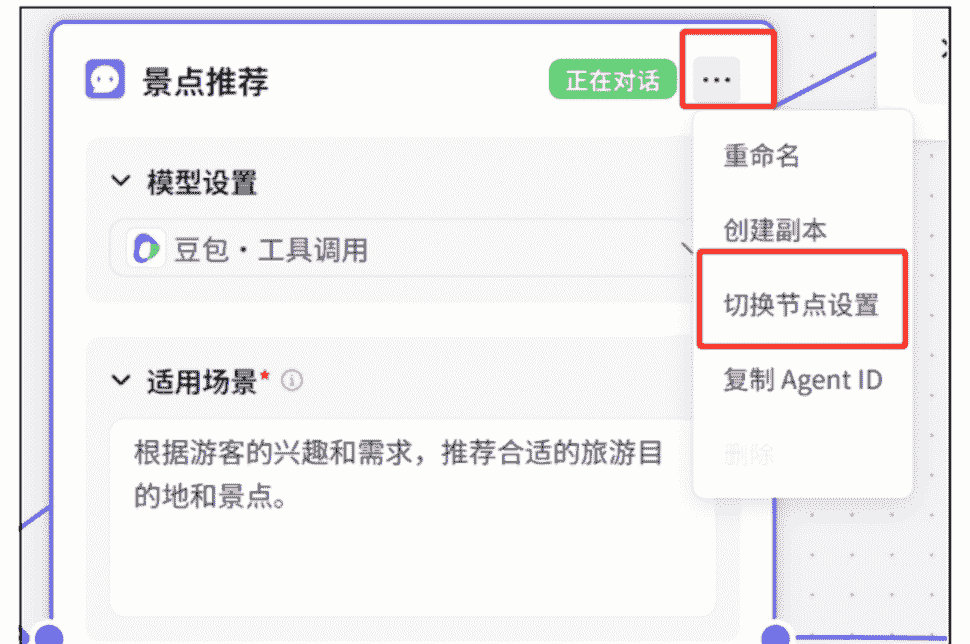 景点推荐
正在对话
...
重命名
模型设置
创建副本
豆包・工具调用
切换节点设置
复制 Agent ID
适用场景*
根据游客的兴趣和需求，推荐合适的旅游目
的地和景点。
删除